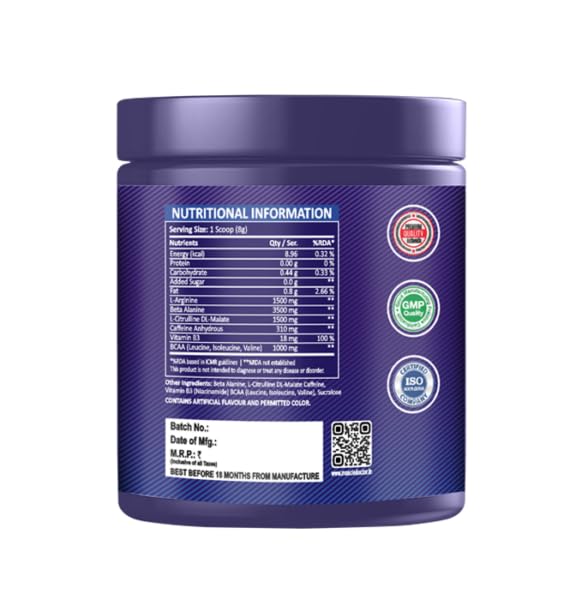 NUTRITIONAL INFORMATION
Serving Size: 1 Scoop (8g)
Nutrients Qty / Ser. %RDA*
Energy (kcal) 8.96 0.32 %
Protein 0.00 g 0 %
Carbohydrate 0.44 g 0.33 %
Added Sugar 0.0 g **
Fat 0.8 g 2.66 %
L-Arginine 1500 mg **
Beta Alanine 3500 mg **
L-Citrulline DL-Malate 1500 mg **
Caffeine Anhydrous 310 mg **
Vitamin B3 18 mg 100 %
BCAA (Leucine, Isoleucine, Valine) 1000 mg **
*%RDA based on ICMR guidlines | **%RDA not established
This product is not intended to diagnose or treat any disease or disorder.
Other Ingredients: Beta Alanine, L-Citrulline DL-Malate Caffeine,
Vitamin B3 (Niacinamide) BCAA (Leucine, Isoleucine, Valine), Sucralose
CONTAINS ARTIFICIAL FLAVOUR AND PERMITTED COLOR.
QUALITY
GMP
Quality
CERTIFIED
ISO
COMPANY
Batch No.:
Date of Mfg.:
M.R.P.: ₹
(Inclusive of all Taxes)
BEST BEFORE 18 MONTHS FROM MANUFACTURE